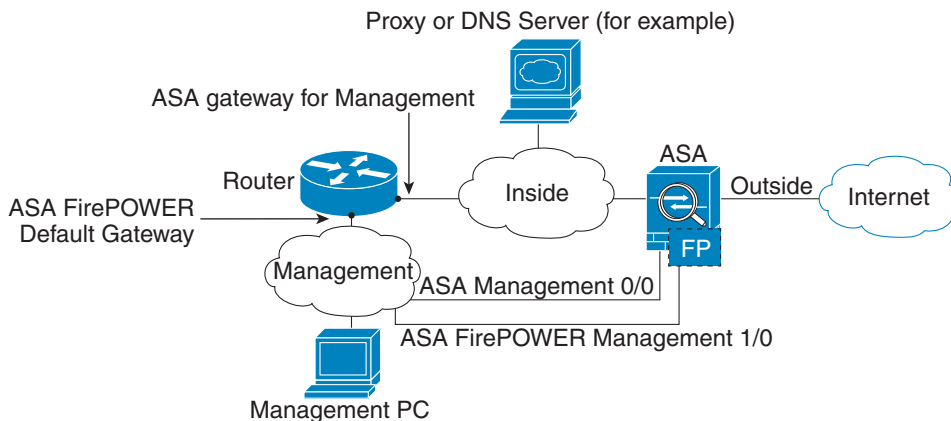 Proxy or DNS Server (for example)
ASA gateway for Management
ASA
Router
Inside
Outside
Internet
ASA FirePOWER
Default Gateway
FP
Management
ASA Management 0/0
ASA FirePOWER Management 1/0
Management PC